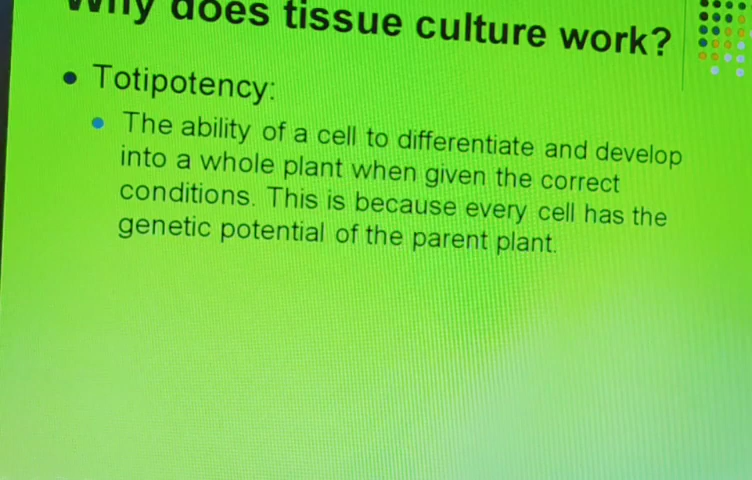 Why does tissue culture work?
• Totipotency:
• The ability of a cell to differentiate and develop
into a whole plant when given the correct
conditions. This is because every cell has the
genetic potential of the parent plant.